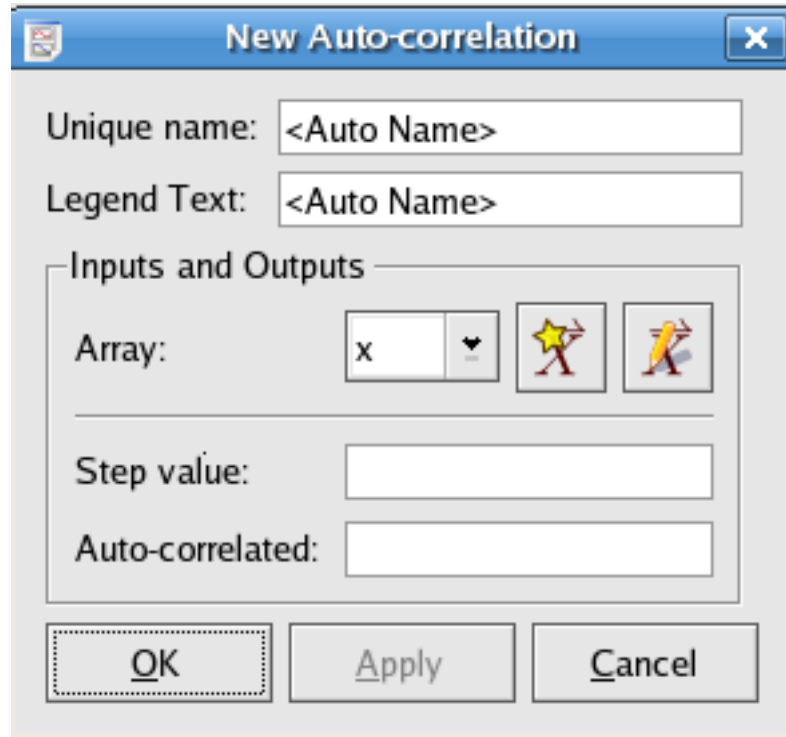 New Auto-correlation
Unique name: <Auto Name>
Legend Text: <Auto Name>
Inputs and Outputs
Array: x
Step value:
Auto-correlated:
OK Apply Cancel